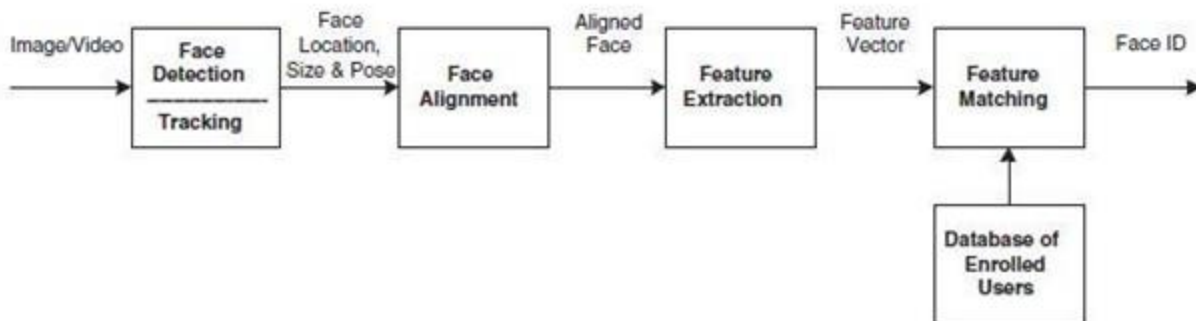 Image/Video
Face
Detection
Tracking
Face
Location,
Size & Pose
Face
Alignment
Aligned
Face
Feature
Extraction
Feature
Vector
Feature
Matching
Face ID
Database of
Enrolled
Users